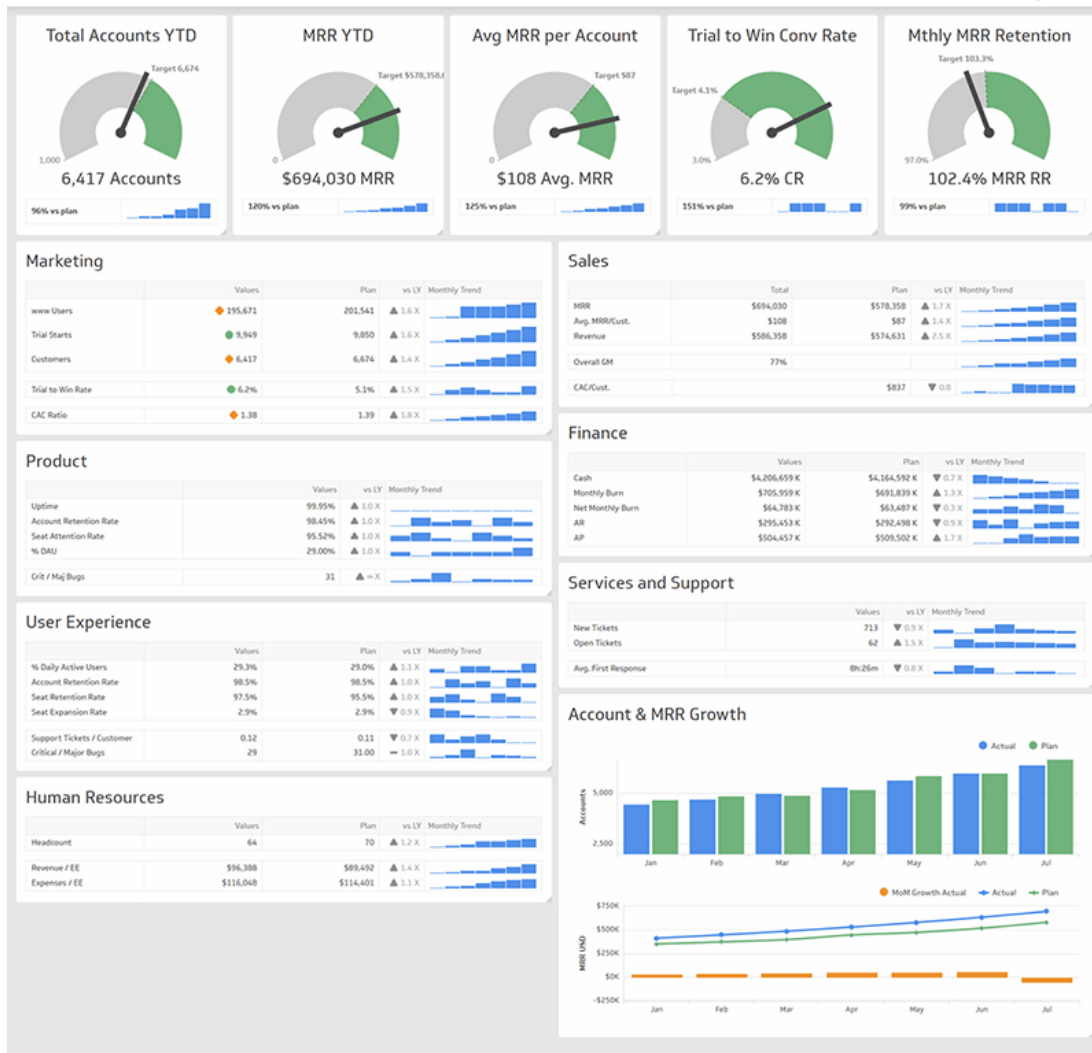 Total Accounts YTD
Target 6,674
1,000
6,417 Accounts
96% vs plan
MRR YTD
Target $578,358.
0
$694,030 MRR
120% vs plan
Avg MRR per Account
Target $87
0
$108 Avg. MRR
125% vs plan
Trial to Win Conv Rate
Target 4.1%
3.0%
6.2% CR
151% vs plan
Mthly MRR Retention
Target 103.3%
97.0%
102.4% MRR RR
99% vs plan
Marketing
Values Plan vs LY Monthly Trend
www Users 195,671 201,541 ▲ 1.6 X
Trial Starts 9,949 9,850 ▲ 1.6 X
Customers 6,417 6,674 ▲ 1.4 X
Trial to Win Rate 6.2% 5.1% ▲ 1.5 X
CAC Ratio 1.38 1.39 ▲ 1.8 X
Product
Values vs LY Monthly Trend
Uptime 99.95% ▲ 1.0 X
Account Retention Rate 98.45% ▲ 1.0 X
Seat Attention Rate 95.52% ▲ 1.0 X
% DAU 29.00% ▲ 1.0 X
Crit / Maj Bugs 31 ▲ ∞ X
User Experience
Values Plan vs LY Monthly Trend
% Daily Active Users 29.3% 29.0% ▲ 1.1 X
Account Retention Rate 98.5% 98.5% ▲ 1.0 X
Seat Retention Rate 97.5% 95.5% ▲ 1.0 X
Seat Expansion Rate 2.9% 2.9% ▼ 0.9 X
Support Tickets / Customer 0.12 0.11 ▼ 0.7 X
Critical / Major Bugs 29 31.00 – 1.0 X
Human Resources
Values Plan vs LY Monthly Trend
Headcount 64 70 ▲ 1.2 X
Revenue / EE $96,388 $89,492 ▲ 1.4 X
Expenses / EE $116,048 $114,401 ▲ 1.1 X
Sales
Total Plan vs LY Monthly Trend
MRR $694,030 $578,358 ▲ 1.7 X
Avg. MRR/Cust. $108 $87 ▲ 1.4 X
Revenue $586,358 $574,631 ▲ 2.5 X
Overall GM 77%
CAC/Cust. $837 ▼ 0.8
Finance
Values Plan vs LY Monthly Trend
Cash $4,206,659 K $4,164,592 K ▼ 0.7 X
Monthly Burn $705,959 K $691,839 K ▲ 1.3 X
Net Monthly Burn $64,783 K $63,487 K ▼ 0.3 X
AR $295,453 K $292,498 K ▼ 0.9 X
AP $504,457 K $509,502 K ▲ 1.7 X
Services and Support
Values vs LY Monthly Trend
New Tickets 713 ▼ 0.9 X
Open Tickets 62 ▲ 1.5 X
Avg. First Response 8h:26m ▼ 0.8 X
Account & MRR Growth
Actual Plan
Accounts
5,000
2,500
Jan Feb Mar Apr May Jun Jul
MoM Growth Actual Actual Plan
MRR USD
$750K
$500K
$250K
$0K
-$250K
Jan Feb Mar Apr May Jun Jul